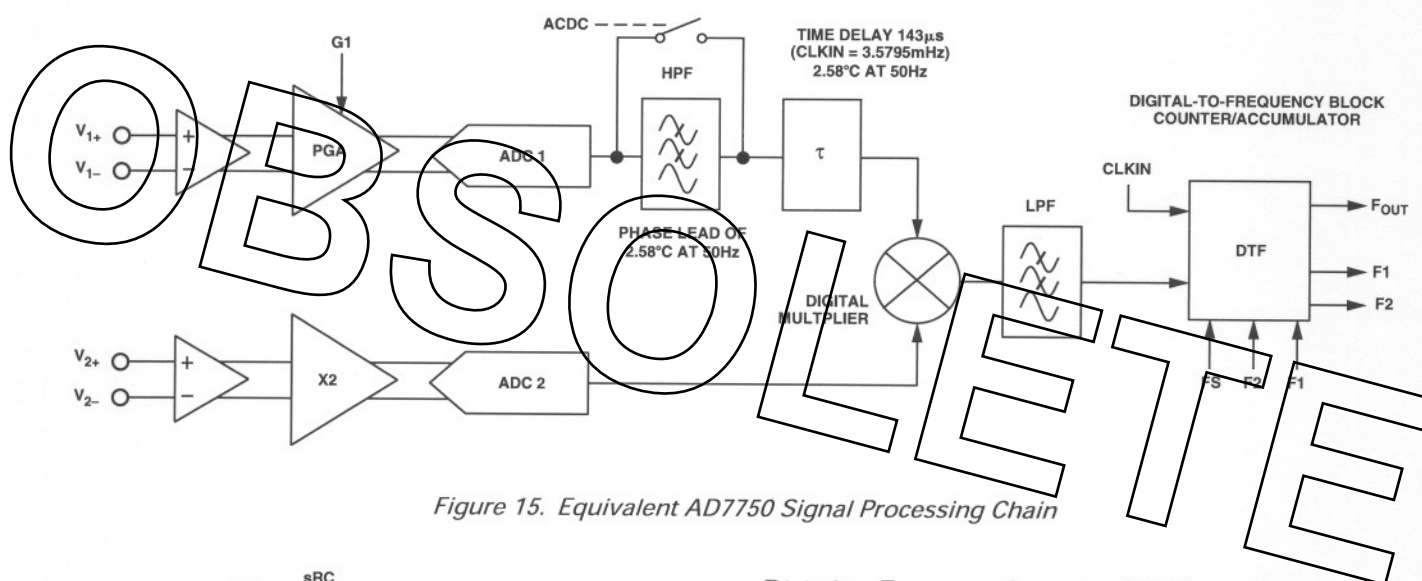 ACDC
G1
TIME DELAY 143μs
(CLKIN = 3.5795mHz)
2.58°C AT 50Hz
HPF
DIGITAL-TO-FREQUENCY BLOCK
COUNTER/ACCUMULATOR
V1+
V1–
+
–
PGA
ADC 1
τ
CLKIN
LPF
FOUT
PHASE LEAD OF
2.58°C AT 50Hz
DTF
F1
F2
DIGITAL
MULTPLIER
V2+
V2–
+
–
X2
ADC 2
FS
F2
F1
OBSOLETE
Figure 15. Equivalent AD7750 Signal Processing Chain
sRC